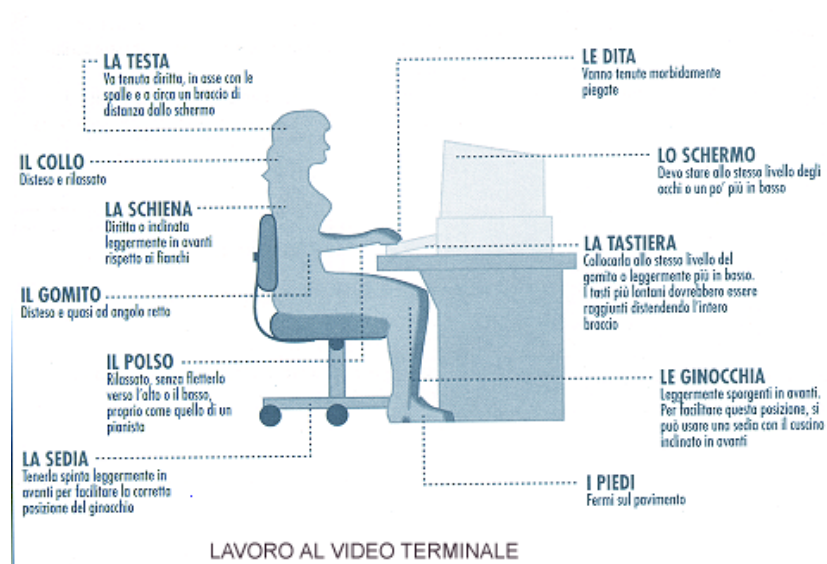 LA TESTA
Va tenuta diritta, in asse con le
spalle e a circa un braccio di
distanza dallo schermo
IL COLLO
Disteso e rilassato
LA SCHIENA
Diritta o inclinata
leggermente in avanti
rispetto ai fianchi
IL GOMITO
Disteso e quasi ad angolo retto
IL POLSO
Rilassato, senza fletterlo
verso l'alto o il basso,
proprio come quello di un
pianista
LA SEDIA
Tenerla spinta leggermente in
avanti per facilitare la corretta
posizione del ginocchio
LE DITA
Vanno tenute morbidamente
piegate
LO SCHERMO
Deve stare allo stesso livello degli
occhi o un po' più in basso
LA TASTIERA
Collocarla allo stesso livello del
gomito o leggermente più in basso.
I tasti più lontani dovrebbero essere
raggiunti distendendo l'intero
braccio
LE GINOCCHIA
Leggermente sporgenti in avanti.
Per facilitare questa posizione, si
può usare una sedia con il cuscino
inclinato in avanti
I PIEDI
Fermi sul pavimento
LAVORO AL VIDEO TERMINALE